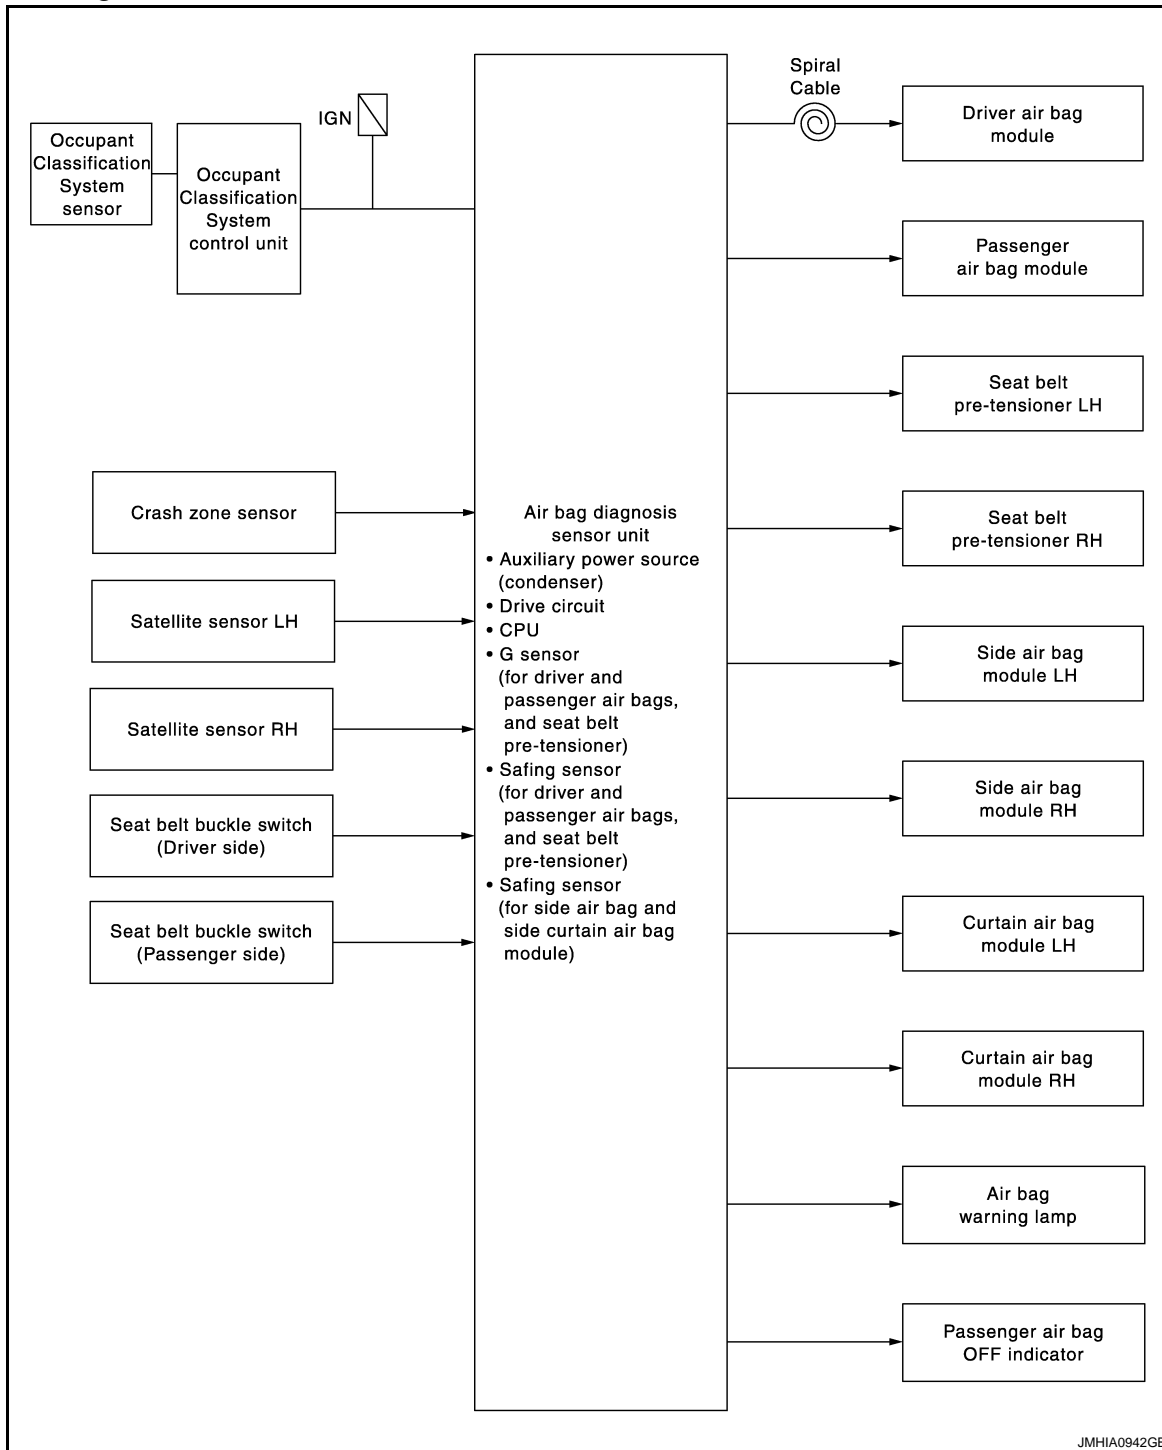 Spiral
Cable
IGN
Occupant
Classification
System
sensor
Occupant
Classification
System
control unit
Driver air bag
module
Passenger
air bag module
Seat belt
pre-tensioner LH
Crash zone sensor
Satellite sensor LH
Satellite sensor RH
Seat belt buckle switch
(Driver side)
Seat belt buckle switch
(Passenger side)
Air bag diagnosis
sensor unit
• Auxiliary power source
(condenser)
• Drive circuit
• CPU
• G sensor
(for driver and
passenger air bags,
and seat belt
pre-tensioner)
• Safing sensor
(for driver and
passenger air bags,
and seat belt
pre-tensioner)
• Safing sensor
(for side air bag and
side curtain air bag
module)
Seat belt
pre-tensioner RH
Side air bag
module LH
Side air bag
module RH
Curtain air bag
module LH
Curtain air bag
module RH
Air bag
warning lamp
Passenger air bag
OFF indicator
JMHIA0942GB